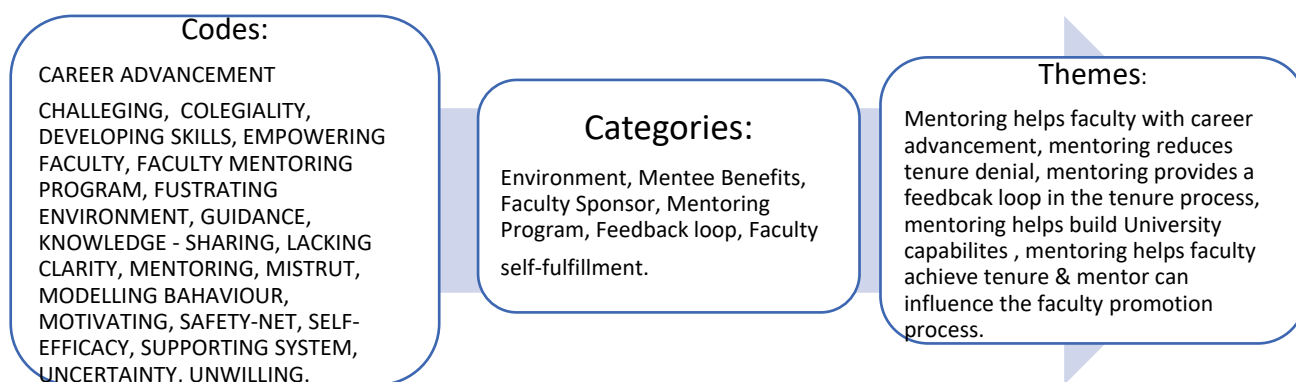 Codes:
CAREER ADVANCEMENT
CHALLEGING, COLEGIALITY,
DEVELOPING SKILLS, EMPOWERING
FACULTY, FACULTY MENTORING
PROGRAM, FUSTRATING
ENVIRONMENT, GUIDANCE,
KNOWLEDGE - SHARING, LACKING
CLARITY, MENTORING, MISTRUT,
MODELLING BAHAVIOUR,
MOTIVATING, SAFETY-NET, SELF-
EFFICACY, SUPPORTING SYSTEM,
UNCERTAINTY, UNWILLING.
Categories:
Environment, Mentee Benefits,
Faculty Sponsor, Mentoring
Program, Feedback loop, Faculty
self-fulfillment.
Themes:
Mentoring helps faculty with career
advancement, mentoring reduces
tenure denial, mentoring provides a
feedbcak loop in the tenure process,
mentoring helps build University
capabilites , mentoring helps faculty
achieve tenure & mentor can
influence the faculty promotion
process.